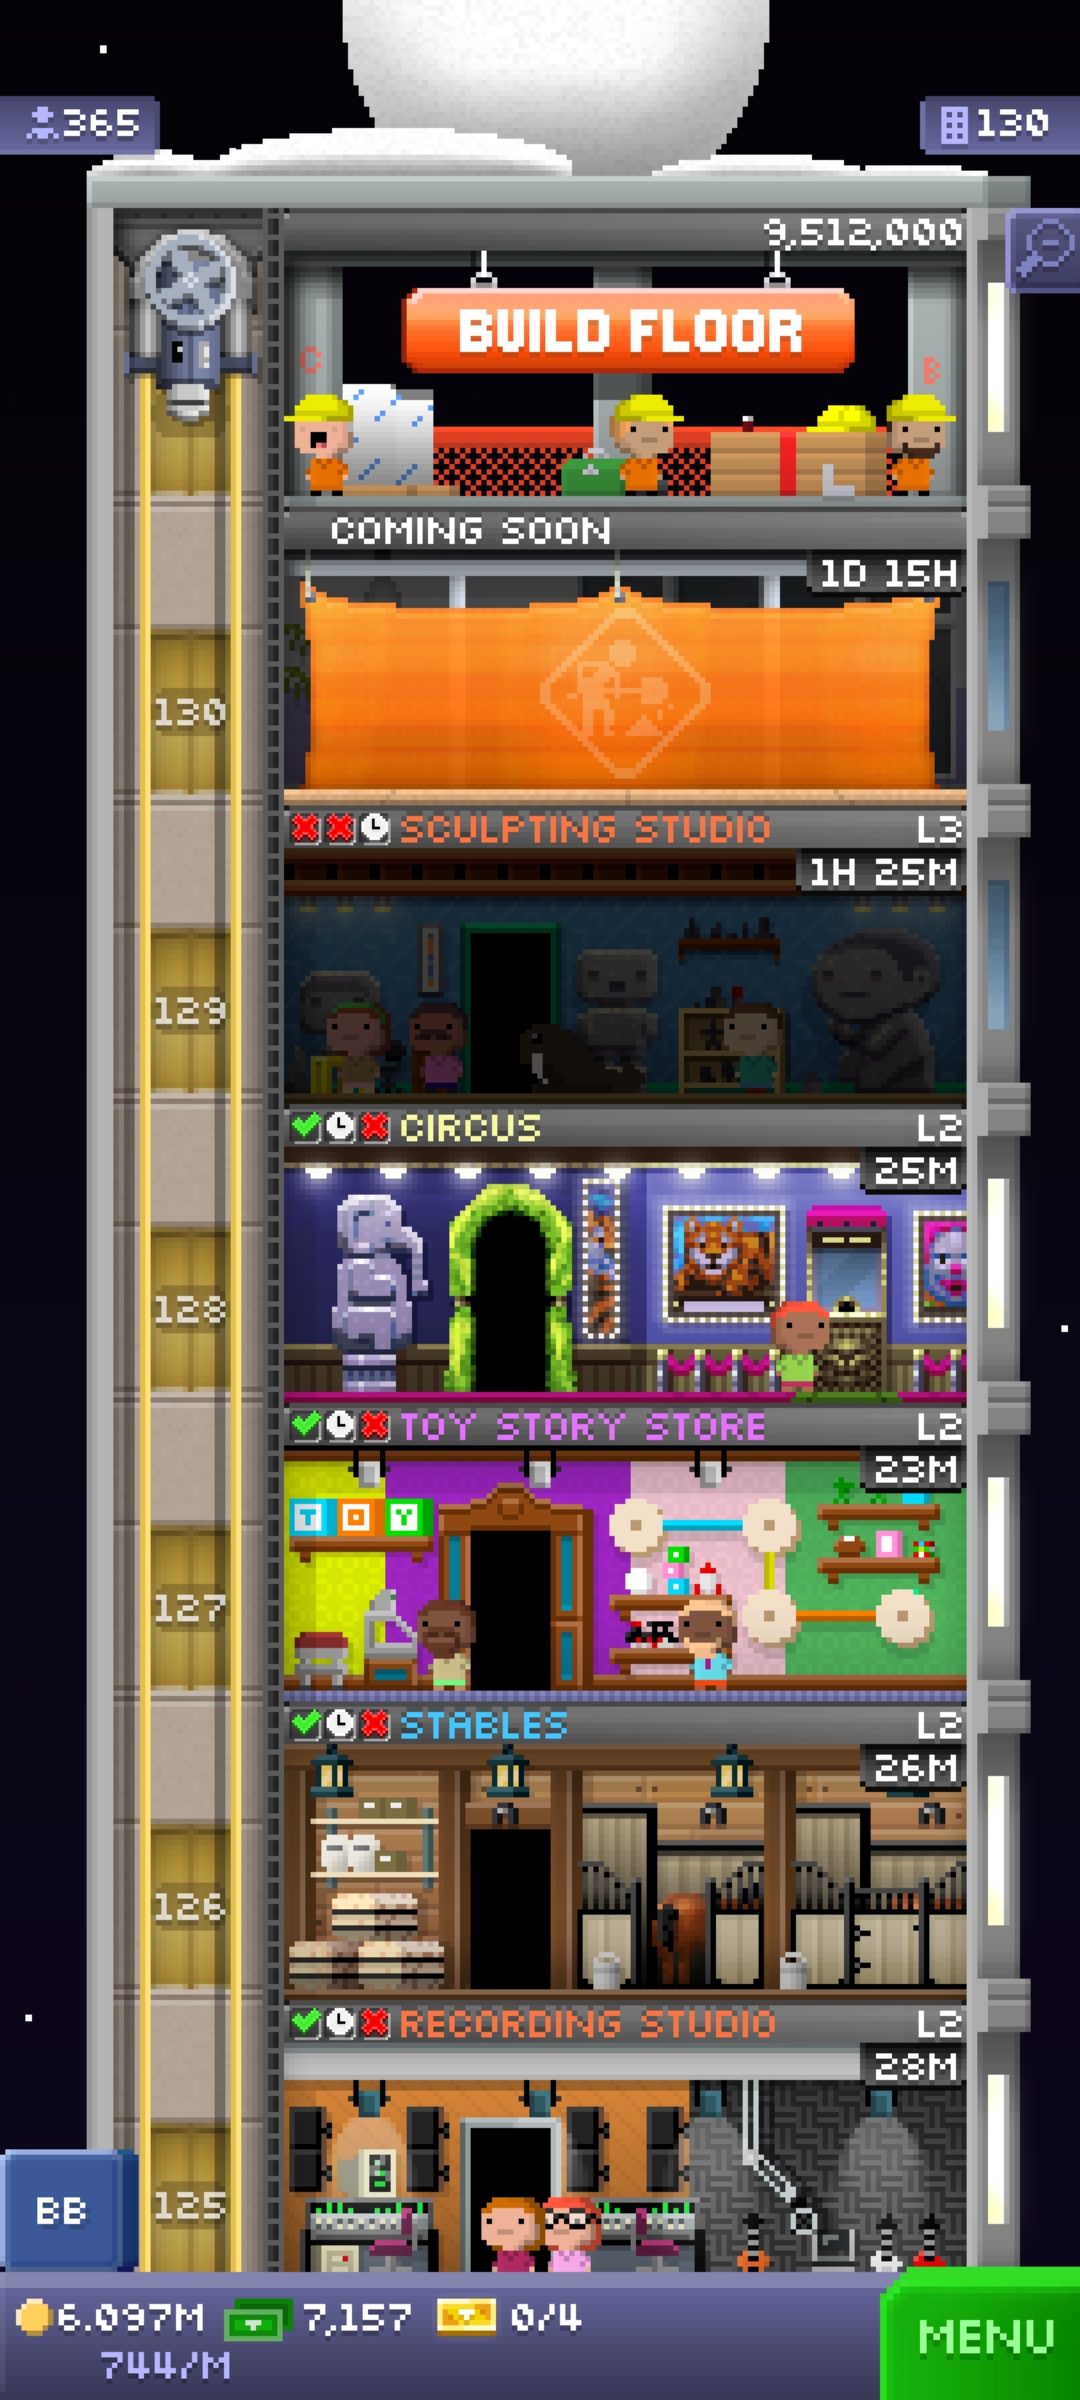 365
130
9,512,000
BUILD FLOOR
C
B
COMING SOON
1D 15H
130
SCULPTING STUDIO L3
1H 25M
129
CIRCUS L2
25M
128
TOY STORY STORE L2
23M
TOY
127
STABLES L2
26M
126
RECORDING STUDIO L2
28M
125
BB
6.097M 7,157 0/4
744/M
MENU